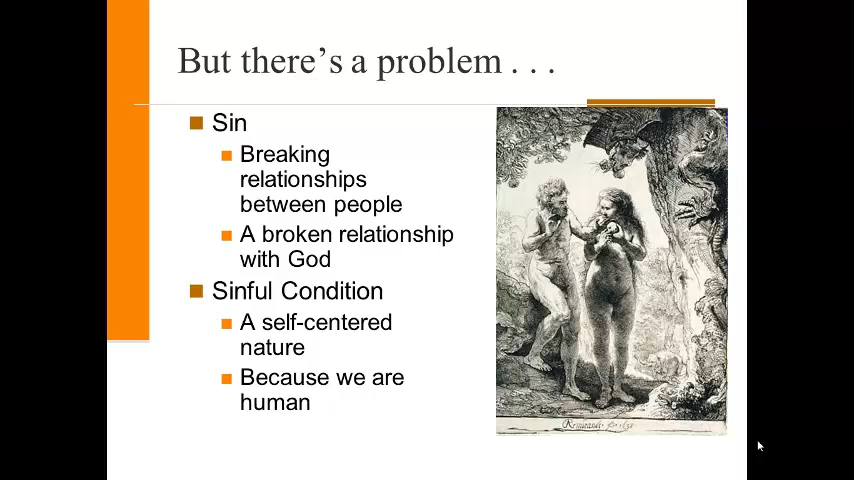 But there’s a problem . . .
Sin
Breaking
relationships
between people
A broken relationship
with God
Sinful Condition
A self-centered
nature
Because we are
human
Rembrandt